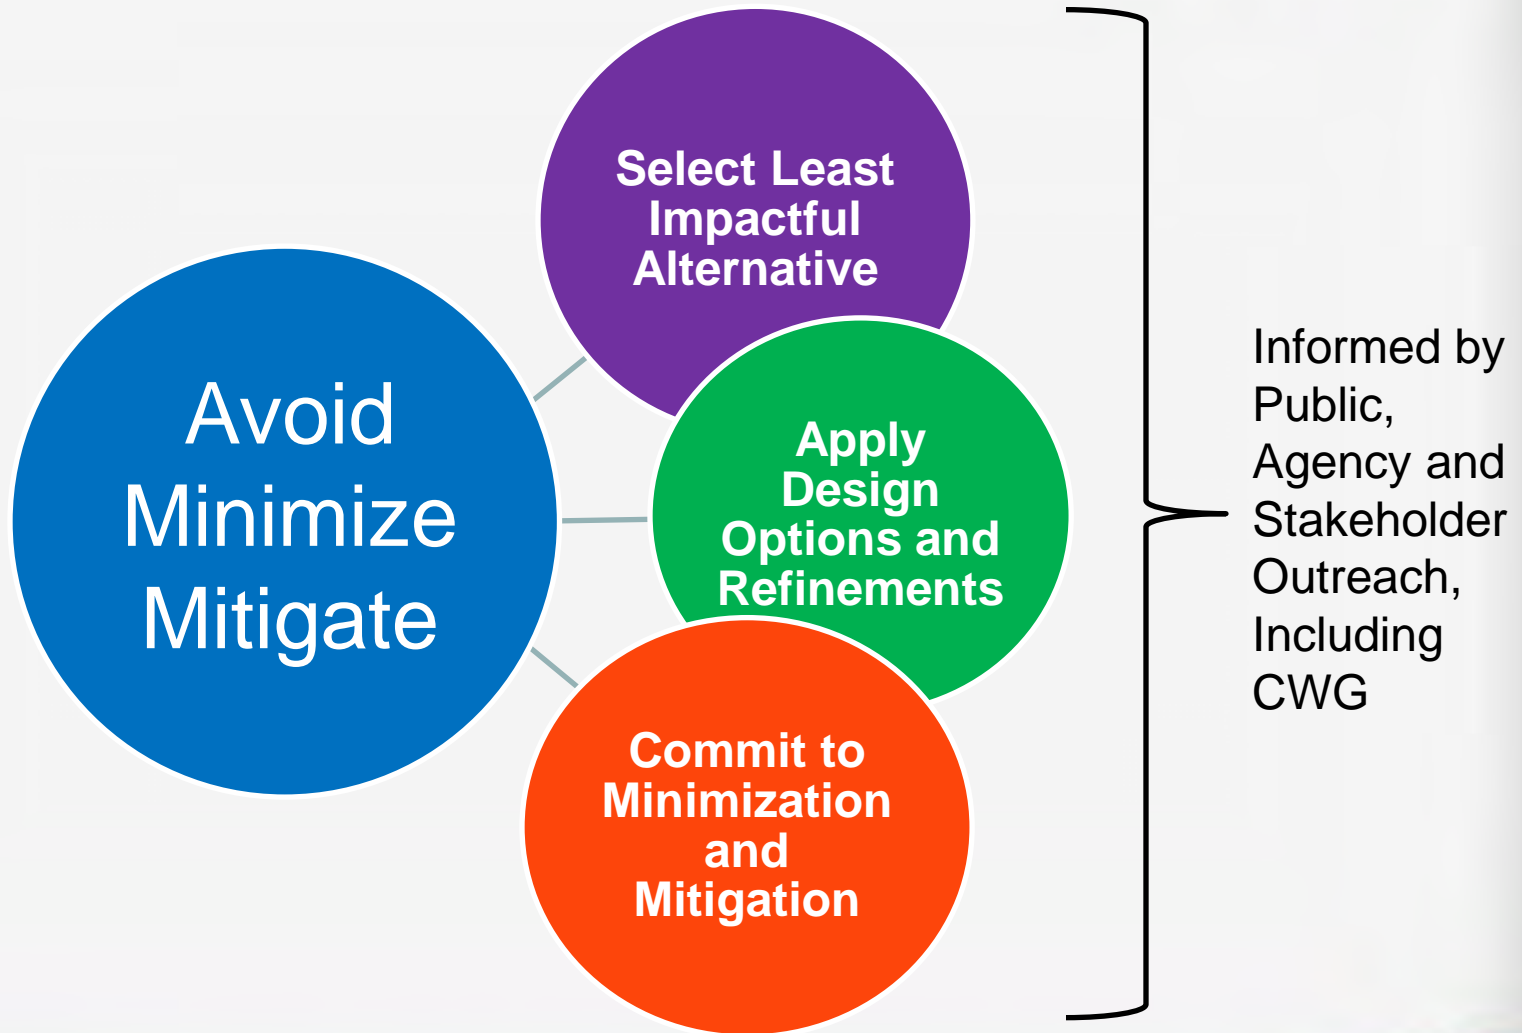 Avoid
Minimize
Mitigate
Select Least
Impactful
Alternative
Apply
Design
Options and
Refinements
Commit to
Minimization
and
Mitigation
Informed by
Public,
Agency and
Stakeholder
Outreach,
Including
CWG